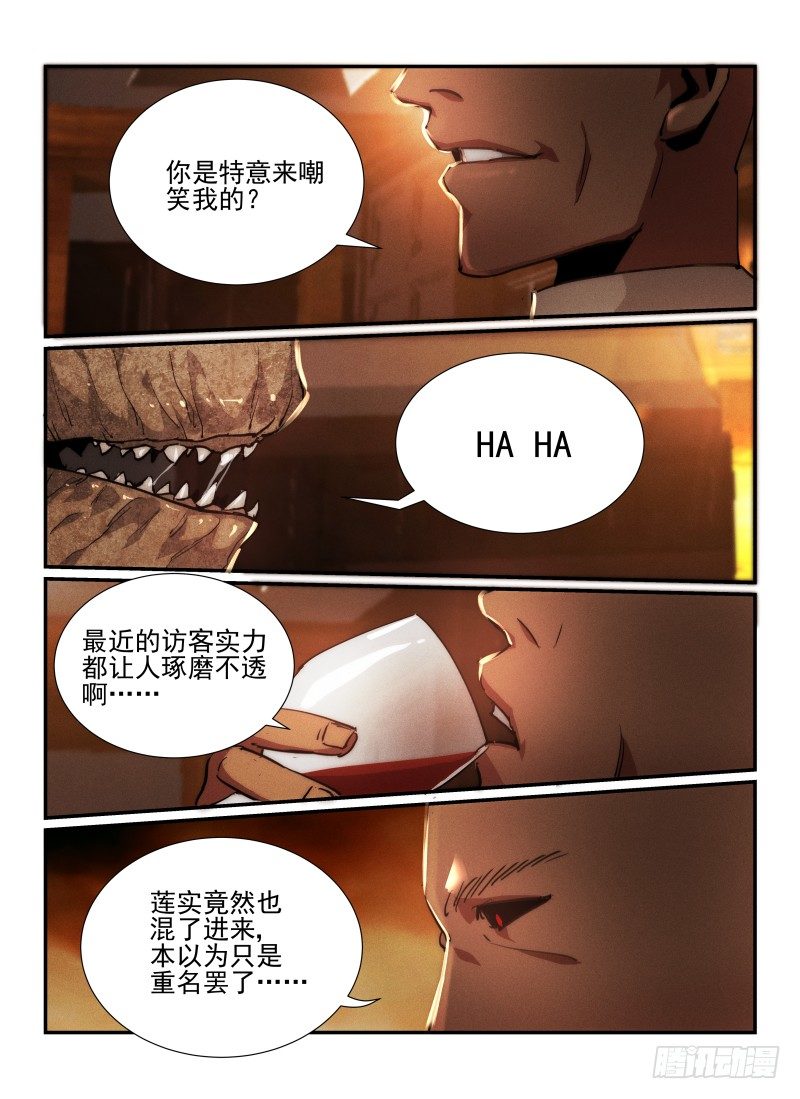 你是特意来嘲
笑我的?
HA HA
最近的访客实力
都让人琢磨不透
啊……
莲实竟然也
混了进来,
本以为只是
重名罢了……
腾讯动漫